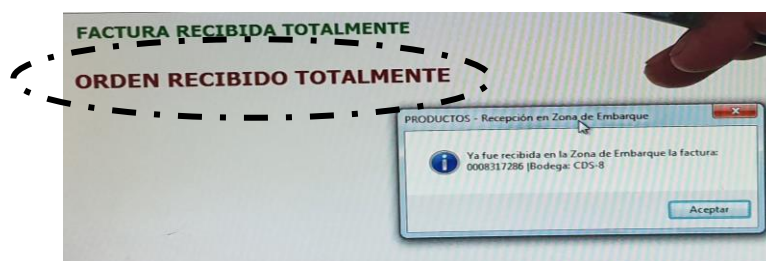 FACTURA RECIBIDA TOTALMENTE
ORDEN RECIBIDO TOTALMENTE
PRODUCTOS - Recepción en Zona de Embarque
Ya fue recibida en la Zona de Embarque la factura:
0008317286 |Bodega: CDS-8
Aceptar